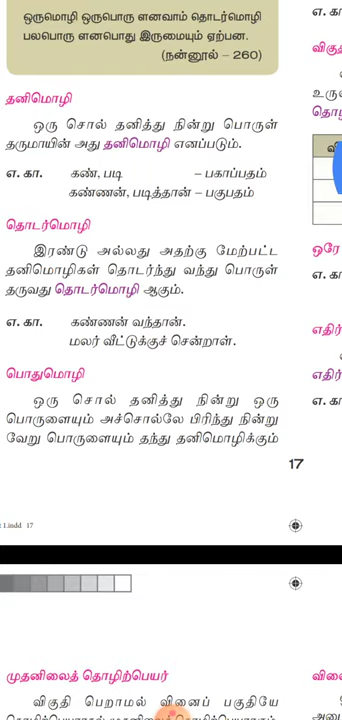 ஒருமொழி ஒருபொரு ளனவாம் தொடர்மொழி
பலபொரு ளனபொது இருமையும் ஏற்பன.
(நன்னூல் – 260)
தனிமொழி
ஒரு சொல் தனித்து நின்று பொருள்
தருமாயின் அது தனிமொழி எனப்படும்.
எ. கா. கண், படி – பகாப்பதம்
கண்ணன், படித்தான் – பகுபதம்
தொடர்மொழி
இரண்டு அல்லது அதற்கு மேற்பட்ட
தனிமொழிகள் தொடர்ந்து வந்து பொருள்
தருவது தொடர்மொழி ஆகும்.
எ. கா. கண்ணன் வந்தான்.
மலர் வீட்டுக்குச் சென்றாள்.
பொதுமொழி
ஒரு சொல் தனித்து நின்று ஒரு
பொருளையும் அச்சொல்லே பிரிந்து நின்று
வேறு பொருளையும் தந்து தனிமொழிக்கும்
எ. கா
விகுதி
ஒரே
எ. கா
எதிர்
எதிர்
எ. கா
17
1.indd 17
முதனிலைத் தொழிற்பெயர்
விகுதி பெறாமல் வினைப் பகுதியே